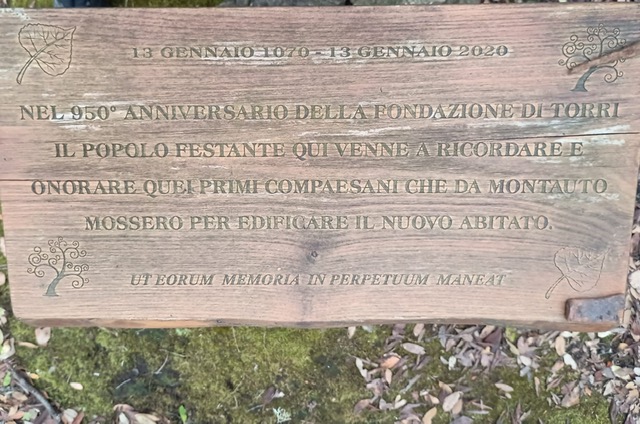 13 GENNAIO 1070 - 13 GENNAIO 2020
NEL 950° ANNIVERSARIO DELLA FONDAZIONE DI TORRI
IL POPOLO FESTANTE QUI VENNE A RICORDARE E
ONORARE QUEI PRIMI COMPAESANI CHE DA MONTAUTO
MOSSERO PER EDIFICARE IL NUOVO ABITATO.
UT EORUM MEMORIA IN PERPETUUM MANEAT